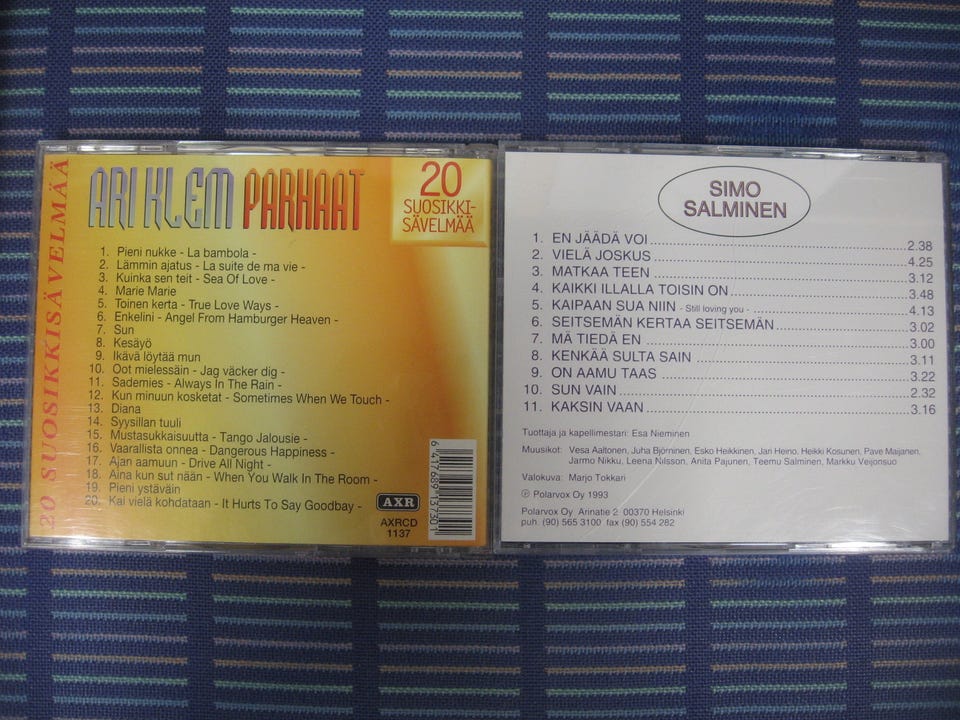 20 SUOSIKKISÄVELMÄÄ
ARI KLEM PARHAAT
20
SUOSIKKI-
SÄVELMÄÄ
1. Pieni nukke - La bambola -
2. Lämmin ajatus - La suite de ma vie -
3. Kuinka sen teit - Sea Of Love -
4. Marie Marie
5. Toinen kerta - True Love Ways -
6. Enkelini - Angel From Hamburger Heaven -
7. Sun
8. Kesäyö
9. Ikävä löytää mun
10. Oot mielessäin - Jag väcker dig -
11. Sademies - Always In The Rain -
12. Kun minuun kosketat - Sometimes When We Touch -
13. Diana
14. Syysillan tuuli
15. Mustasukkaisuutta - Tango Jalousie -
16. Vaarallista onnea - Dangerous Happiness -
17. Ajan aamuun - Drive All Night -
18. Aina kun sut nään - When You Walk In The Room -
19. Pieni ystäväin
20. Kai vielä kohdataan - It Hurts To Say Goodbay -
AXR
AXRCD
1137
6 417689 157301
SIMO
SALMINEN
1. EN JÄÄDÄ VOI 2.38
2. VIELÄ JOSKUS 4.25
3. MATKAA TEEN 3.12
4. KAIKKI ILLALLA TOISIN ON 3.48
5. KAIPAAN SUA NIIN - Still loving you - 4.13
6. SEITSEMÄN KERTAA SEITSEMÄN 3.02
7. MÄ TIEDÄ EN 3.00
8. KENKÄÄ SULTA SAIN 3.11
9. ON AAMU TAAS 3.22
10. SUN VAIN 2.32
11. KAKSIN VAAN 3.16
Tuottaja ja kapellimestari: Esa Nieminen
Muusikot: Vesa Aaltonen, Juha Björninen, Esko Heikkinen, Jari Heino, Heikki Kosunen, Pave Maijanen,
Jarmo Nikku, Leena Nilsson, Anita Pajunen, Teemu Salminen, Markku Veijonsuo
Valokuva: Marjo Tokkari
Ⓟ Polarvox Oy 1993
Polarvox Oy Arinatie 2 00370 Helsinki
puh (90) 565 3100 fax (90) 554 282